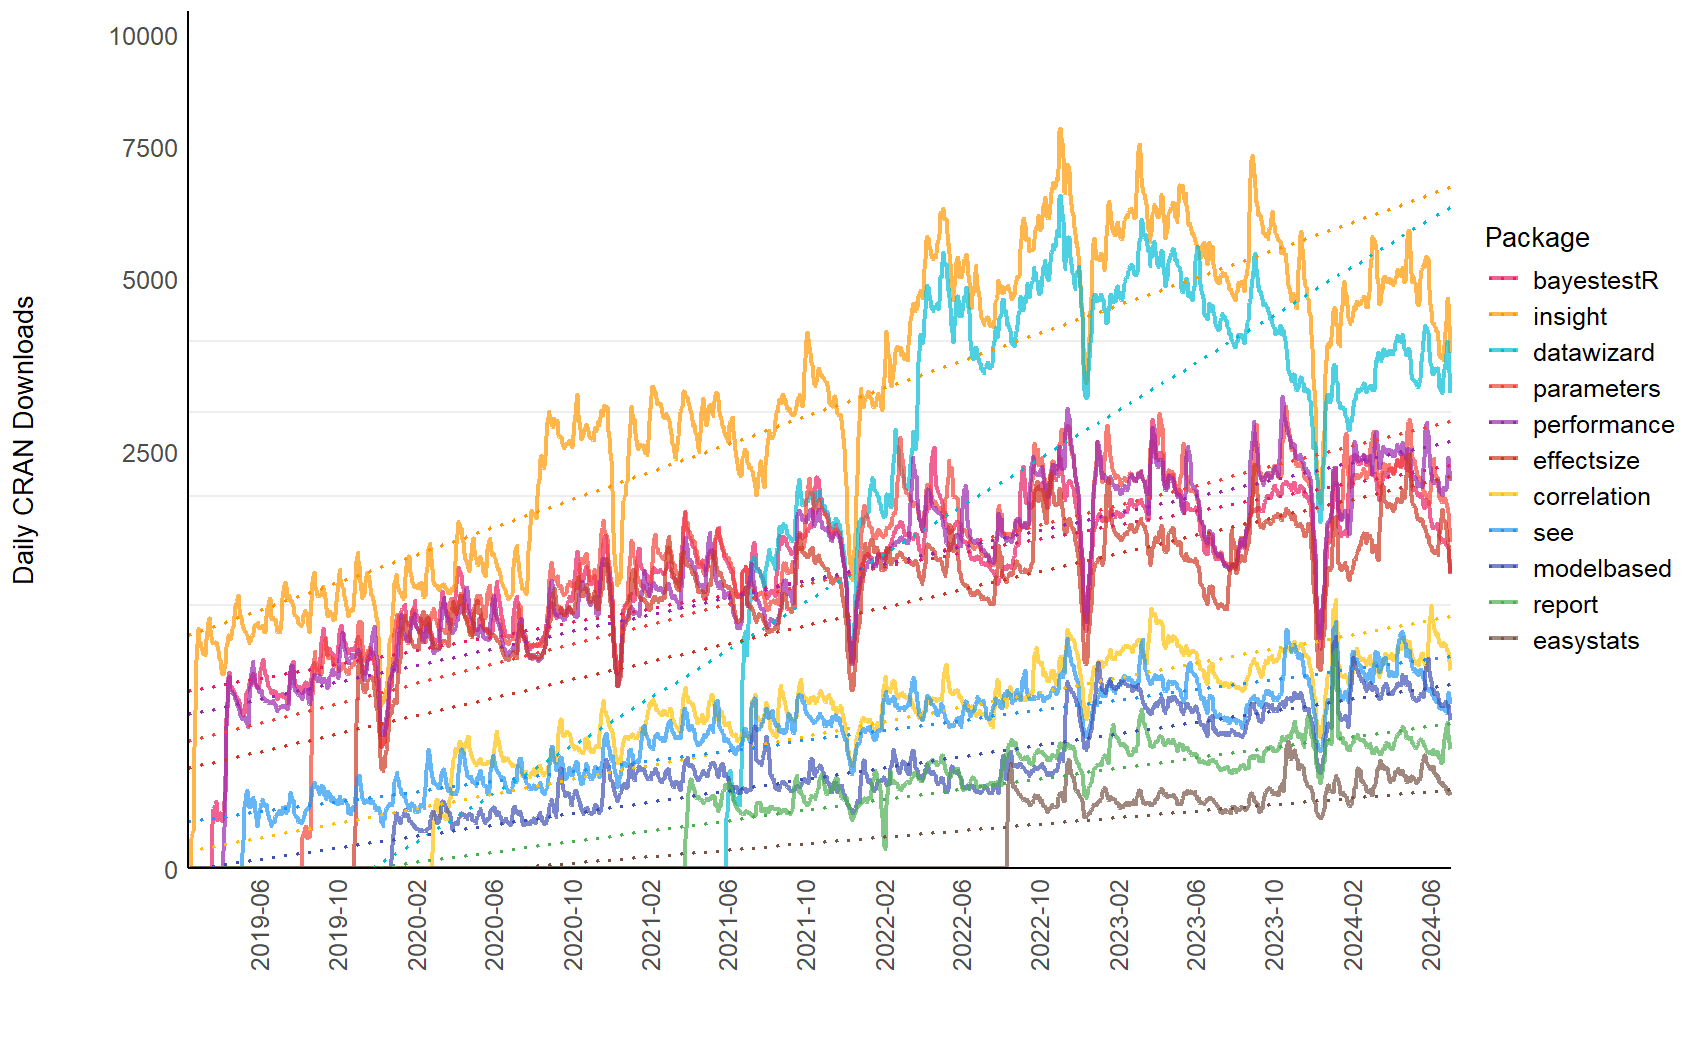 Daily CRAN Downloads
10000
7500
5000
2500
0
2019-06
2019-10
2020-02
2020-06
2020-10
2021-02
2021-06
2021-10
2022-02
2022-06
2022-10
2023-02
2023-06
2023-10
2024-02
2024-06
Package
bayestestR
insight
datawizard
parameters
performance
effectsize
correlation
see
modelbased
report
easystats